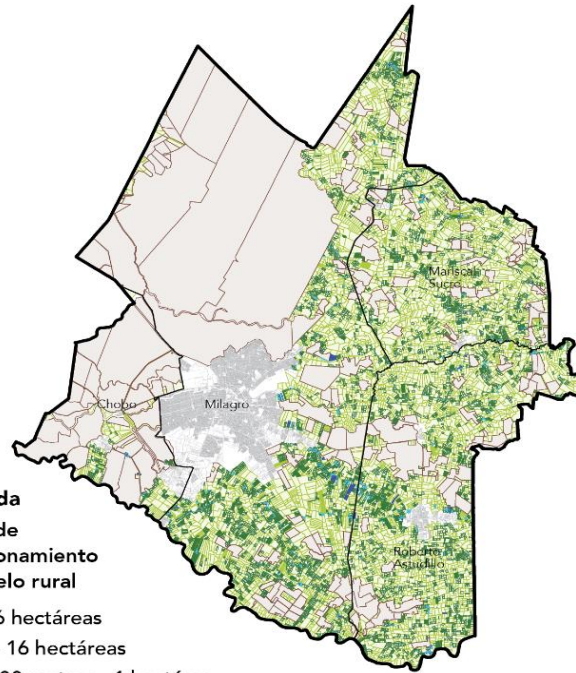 Mariscal
Sucre
Chobo
Milagro
Roberto
Astudillo
da
de
onamiento
elo rural
hectáreas
16 hectáreas